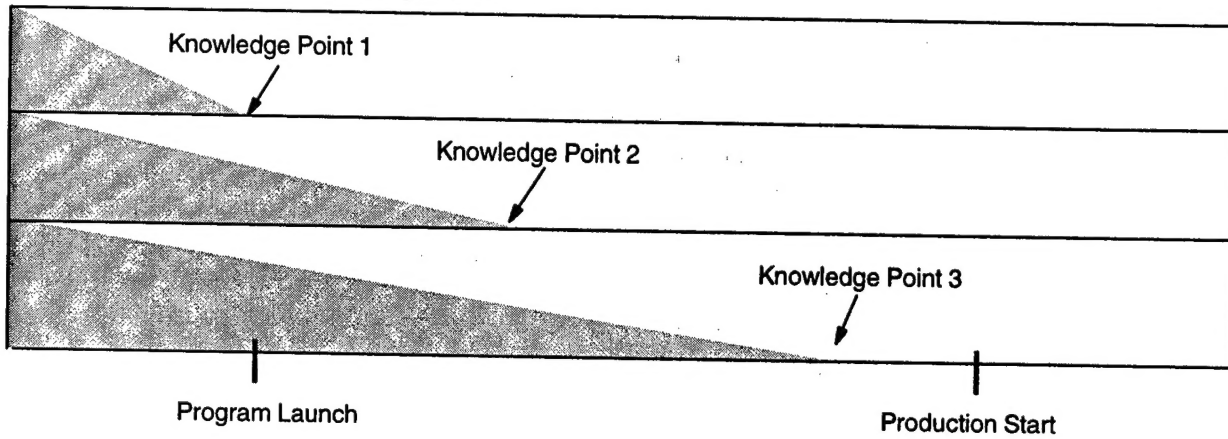 Knowledge Point 1
Knowledge Point 2
Knowledge Point 3
Program Launch
Production Start